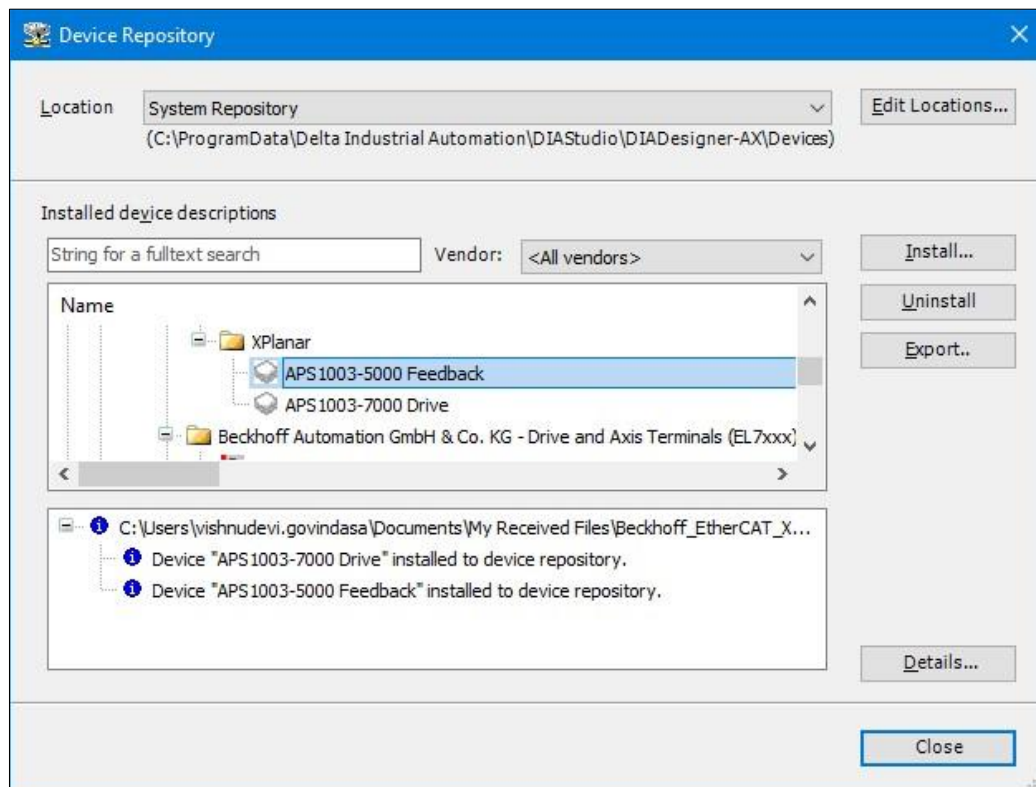 Device Repository
Location System Repository Edit Locations...
(C:\ProgramData\Delta Industrial Automation\DIAStudio\DIADesigner-AX\Devices)
Installed device descriptions
String for a fulltext search Vendor: <All vendors> Install...
Name Uninstall
XPlanar Export..
APS1003-5000 Feedback
APS1003-7000 Drive
Beckhoff Automation GmbH & Co. KG - Drive and Axis Terminals (EL7xxx)
C:\Users\vishnudevi.govindasa\Documents\My Received Files\Beckhoff_EtherCAT_X...
Device "APS1003-7000 Drive" installed to device repository.
Device "APS1003-5000 Feedback" installed to device repository.
Details...
Close